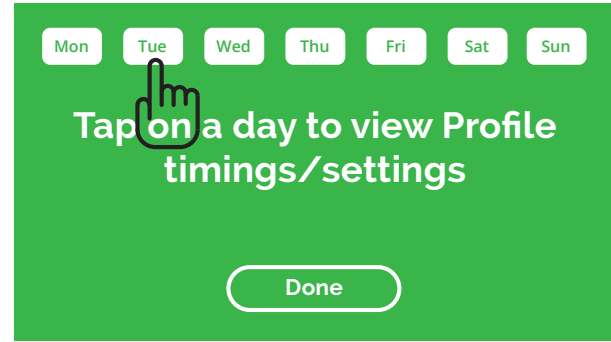 Mon Tue Wed Thu Fri Sat Sun
Tap on a day to view Profile
timings/settings
Done